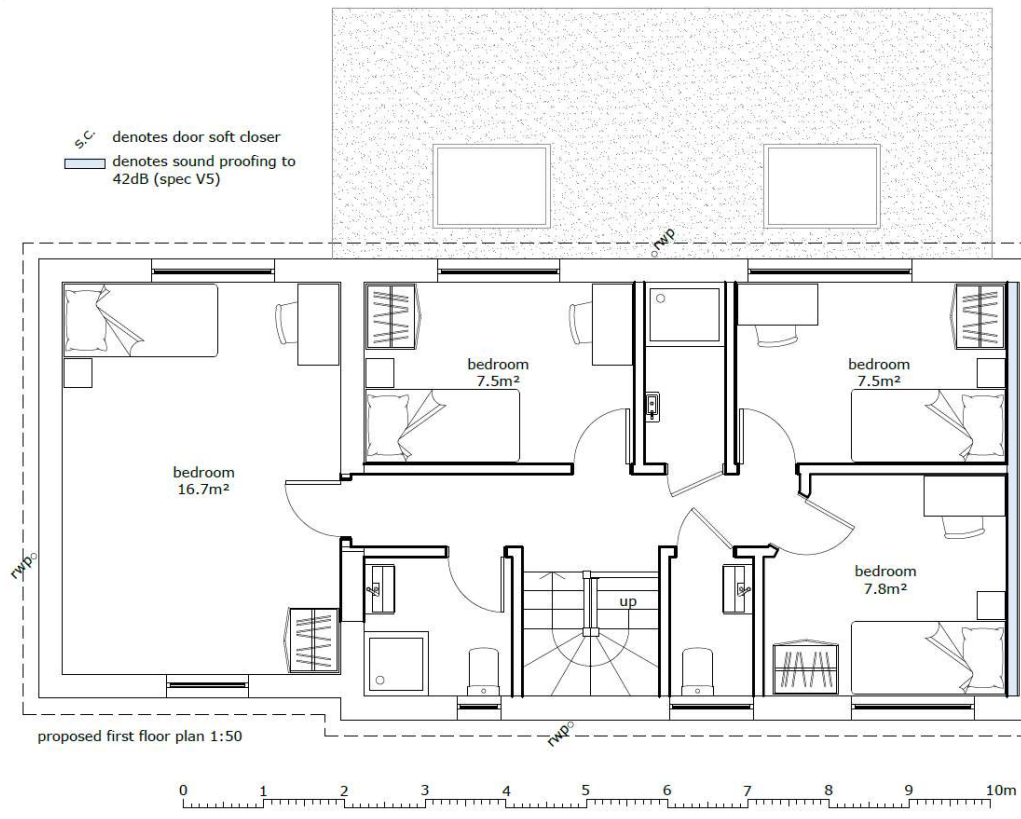 s.c. denotes door soft closer
denotes sound proofing to
42dB (spec V5)
rwp
bedroom
7.5m²
bedroom
7.5m²
bedroom
16.7m²
rwp
bedroom
7.8m²
up
rwp
proposed first floor plan 1:50
0 1 2 3 4 5 6 7 8 9 10m